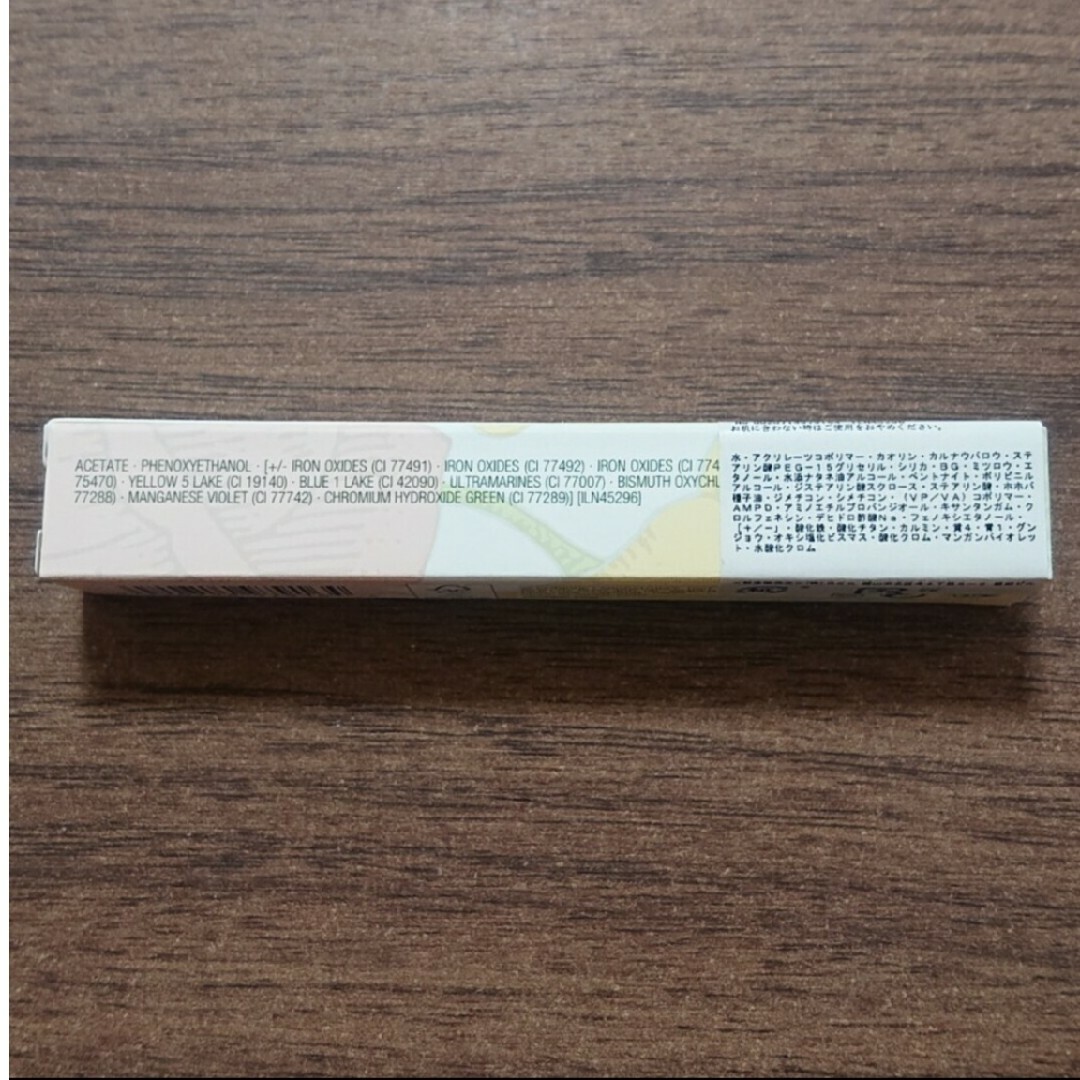 ACETATE · PHENOXYETHANOL · [+/- IRON OXIDES (CI 77491) · IRON OXIDES (CI 77492) · IRON OXIDES (CI 774
75470) · YELLOW 5 LAKE (CI 19140) · BLUE 1 LAKE (CI 42090) · ULTRAMARINES (CI 77007) · BISMUTH OXYCHL
77288) · MANGANESE VIOLET (CI 77742) · CHROMIUM HYDROXIDE GREEN (CI 77289)] [ILN45296]
お肌に合わない時はご使用をおやめください。
水・アクリレーツコポリマー・カオリン・カルナウバロウ・ステ
アリン酸PEG-15グリセリル・シリカ・BG・ミツロウ・エ
タノール・水添ナタネ油アルコール・ベントナイト・ポリビニル
アルコール・ジステアリン酸スクロース・ステアリン酸・ホホバ
種子油・ジメチコン・シメチコン・(VP/VA)コポリマー・
AMPD・アミノエチルプロパンジオール・キサンタンガム・ク
ロルフェネシン・デヒドロ酢酸Na・フェノキシエタノール・
[+/-]・酸化鉄・酸化チタン・カルミン・黄4・青1・グン
ジョウ・オキシ塩化ビスマス・酸化クロム・マンガンバイオレッ
ト・水酸化クロム